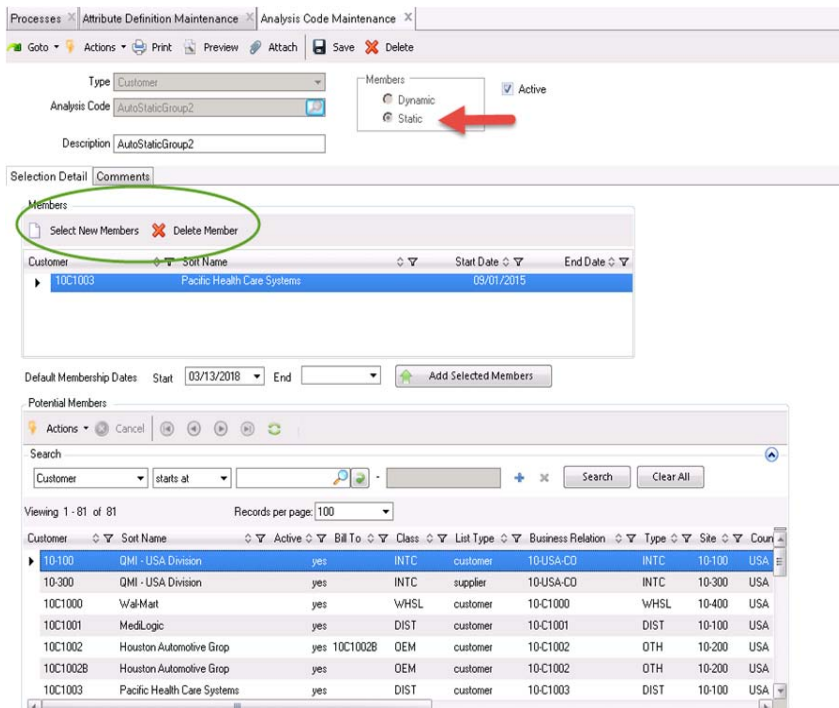 Processes Attribute Definition Maintenance Analysis Code Maintenance
Goto Actions Print Preview Attach Save Delete
Type Customer Members
Dynamic Active
Analysis Code AutoStaticGroup2
Static
Description AutoStaticGroup2
Selection Detail Comments
Members
Select New Members Delete Member
Customer Sort Name Start Date End Date
10C1003 Pacific Health Care Systems 09/01/2015
Default Membership Dates Start 03/13/2018 End Add Selected Members
Potential Members
Actions Cancel
Search
Customer starts at - Search Clear All
Viewing 1 - 81 of 81 Records per page: 100
Customer Sort Name Active Bill To Class List Type Business Relation Type Site Coun
10-100 QMI - USA Division yes INTC customer 10-USA-CO INTC 10-100 USA
10-300 QMI - USA Division yes INTC supplier 10-USA-CO INTC 10-300 USA
10C1000 Wal-Mart yes WHSL customer 10-C1000 WHSL 10-400 USA
10C1001 MediLogic yes DIST customer 10-C1001 DIST 10-100 USA
10C1002 Houston Automotive Grop yes 10C1002B OEM customer 10-C1002 OTH 10-200 USA
10C1002B Houston Automotive Grop yes OEM customer 10-C1002 OTH 10-200 USA
10C1003 Pacific Health Care Systems yes DIST customer 10-C1003 DIST 10-100 USA